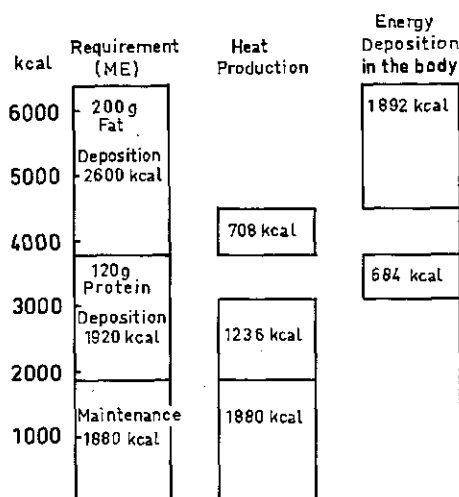 kcal
Requirement
(ME)
Heat
Production
Energy
Deposition
in the body
6000
5000
4000
3000
2000
1000
200g
Fat
Deposition
2600 kcal
120g
Protein
Deposition
1920 kcal
Maintenance
1880 kcal
708 kcal
1236 kcal
1880 kcal
1892 kcal
684 kcal